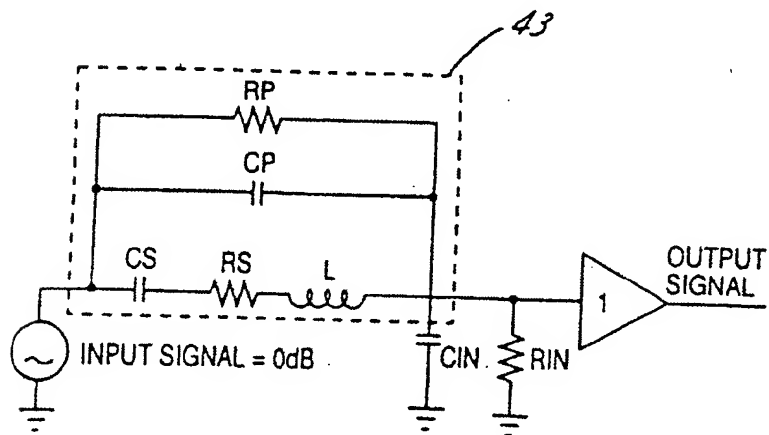 43
RP
CP
CS RS L
OUTPUT
SIGNAL
1
INPUT SIGNAL = 0dB
CIN
RIN